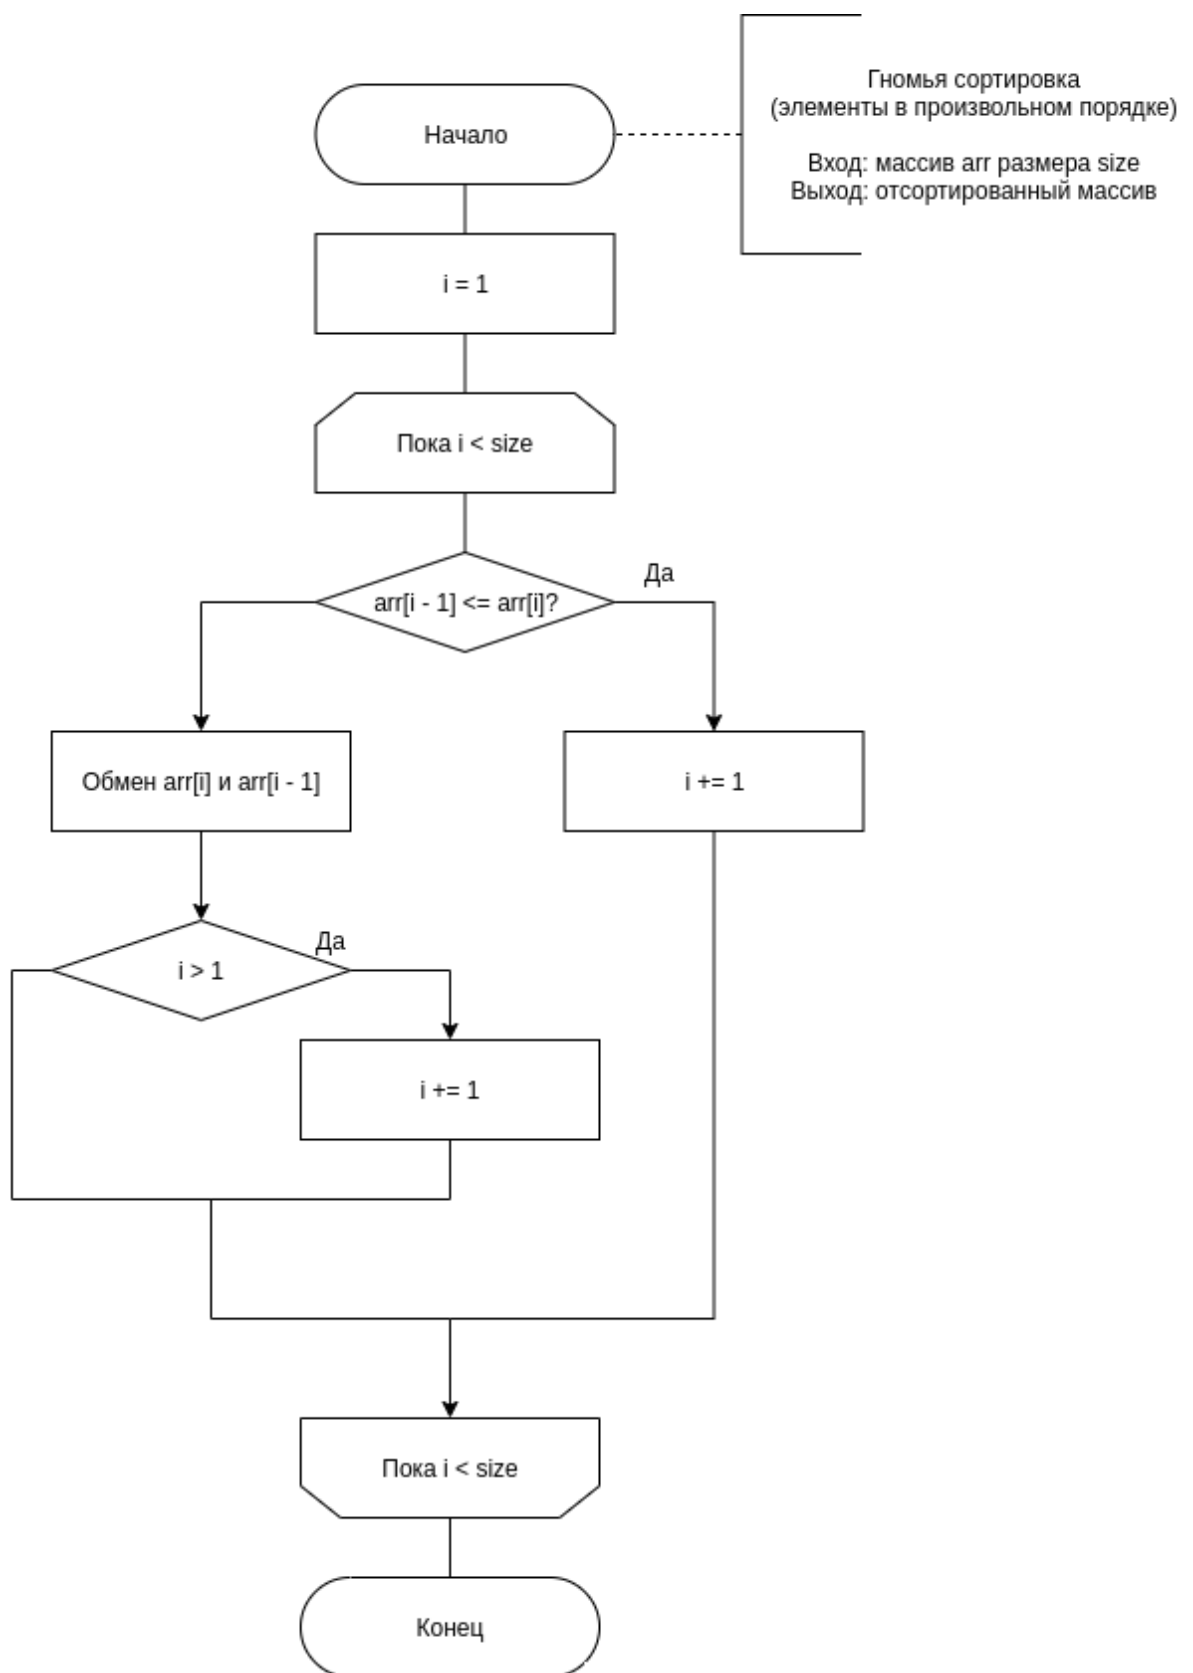 Гномья сортировка
(элементы в произвольном порядке)
Вход: массив arr размера size
Выход: отсортированный массив
Начало
i = 1
Пока i < size
arr[i - 1] <= arr[i]?
Да
Обмен arr[i] и arr[i - 1]
i += 1
i > 1
Да
i += 1
Пока i < size
Конец